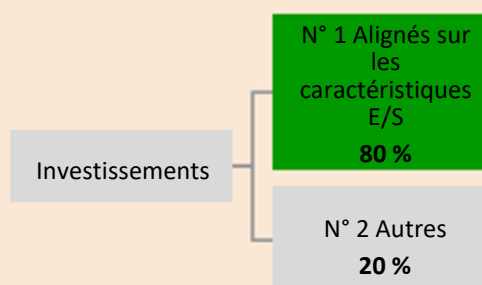 N° 1 Alignés sur
les
caractéristiques
E/S
80 %
Investissements
N° 2 Autres
20 %